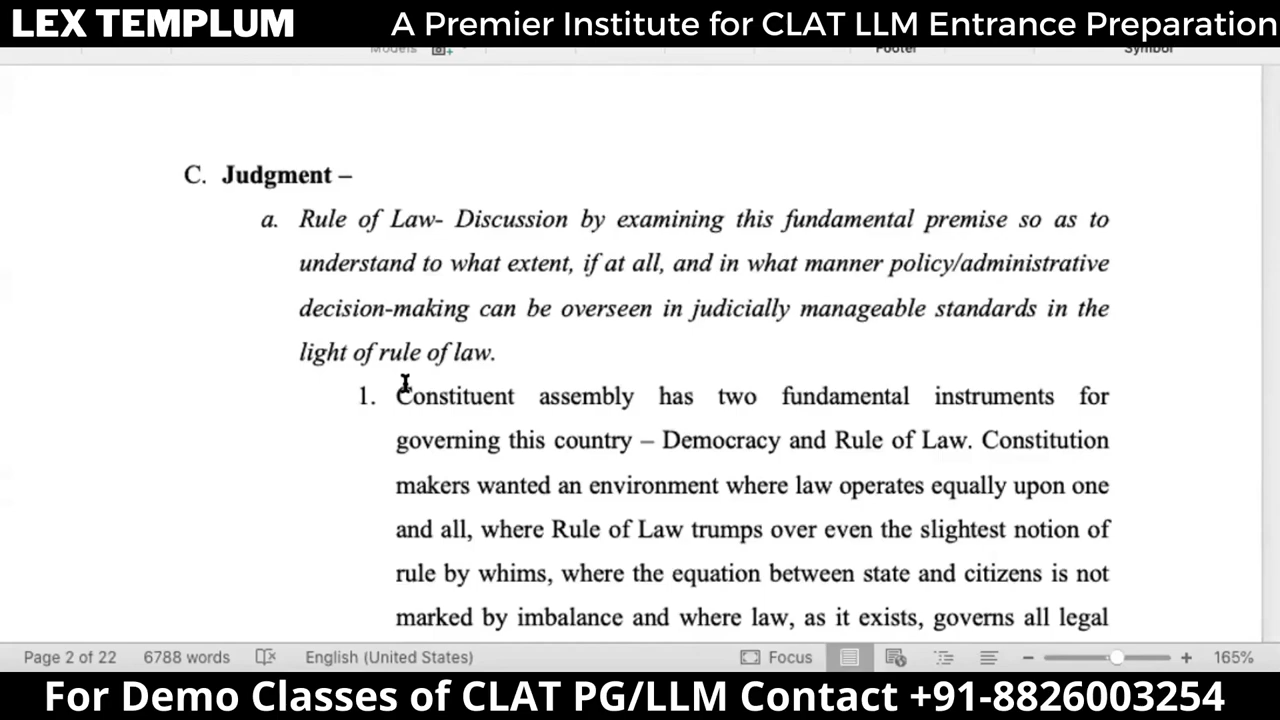 LEX TEMPLUM A Premier Institute for CLAT LLM Entrance Preparation
Models Footer Symbol
C. Judgment –
a. Rule of Law- Discussion by examining this fundamental premise so as to
understand to what extent, if at all, and in what manner policy/administrative
decision-making can be overseen in judicially manageable standards in the
light of rule of law.
1. Constituent assembly has two fundamental instruments for
governing this country – Democracy and Rule of Law. Constitution
makers wanted an environment where law operates equally upon one
and all, where Rule of Law trumps over even the slightest notion of
rule by whims, where the equation between state and citizens is not
marked by imbalance and where law, as it exists, governs all legal
Page 2 of 22 6788 words English (United States) Focus 165%
For Demo Classes of CLAT PG/LLM Contact +91-8826003254